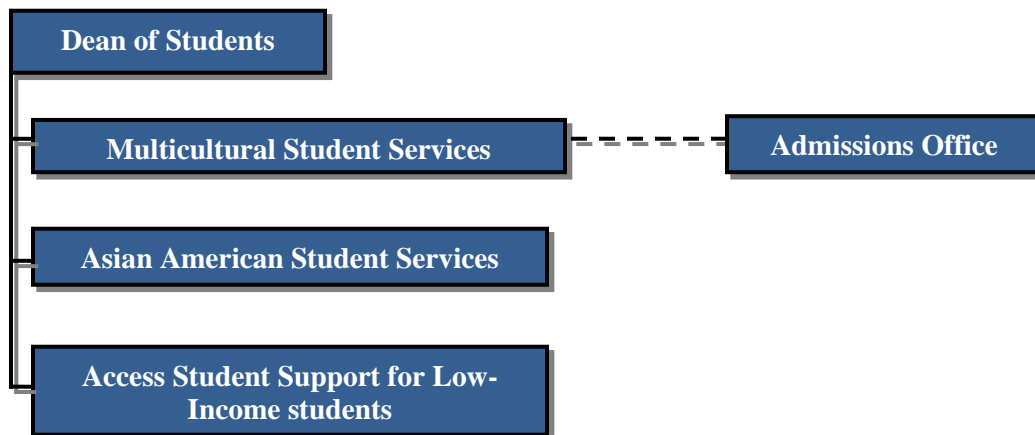 Dean of Students
Multicultural Student Services
Admissions Office
Asian American Student Services
Access Student Support for Low-
Income students